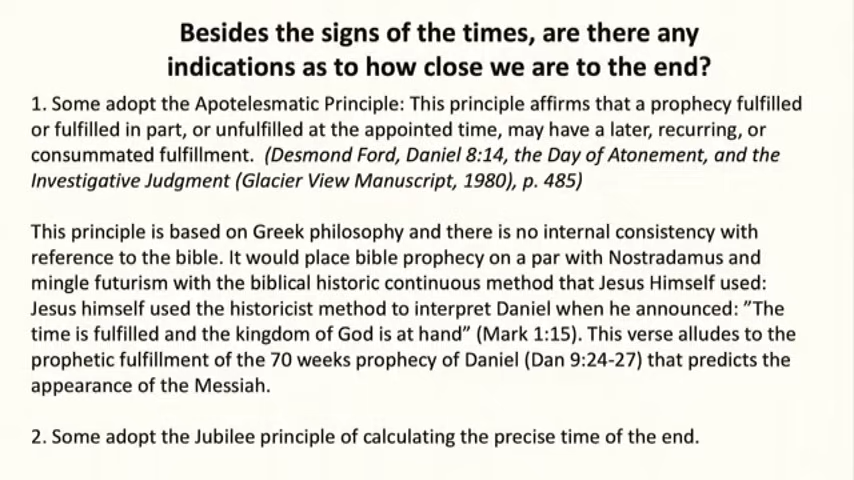 Besides the signs of the times, are there any
indications as to how close we are to the end?
1. Some adopt the Apotelesmatic Principle: This principle affirms that a prophecy fulfilled
or fulfilled in part, or unfulfilled at the appointed time, may have a later, recurring, or
consummated fulfillment.  (Desmond Ford, Daniel 8:14, the Day of Atonement, and the
Investigative Judgment (Glacier View Manuscript, 1980), p. 485)
This principle is based on Greek philosophy and there is no internal consistency with
reference to the bible. It would place bible prophecy on a par with Nostradamus and
mingle futurism with the biblical historic continuous method that Jesus Himself used:
Jesus himself used the historicist method to interpret Daniel when he announced: ”The
time is fulfilled and the kingdom of God is at hand” (Mark 1:15). This verse alludes to the
prophetic fulfillment of the 70 weeks prophecy of Daniel (Dan 9:24-27) that predicts the
appearance of the Messiah.
2. Some adopt the Jubilee principle of calculating the precise time of the end.